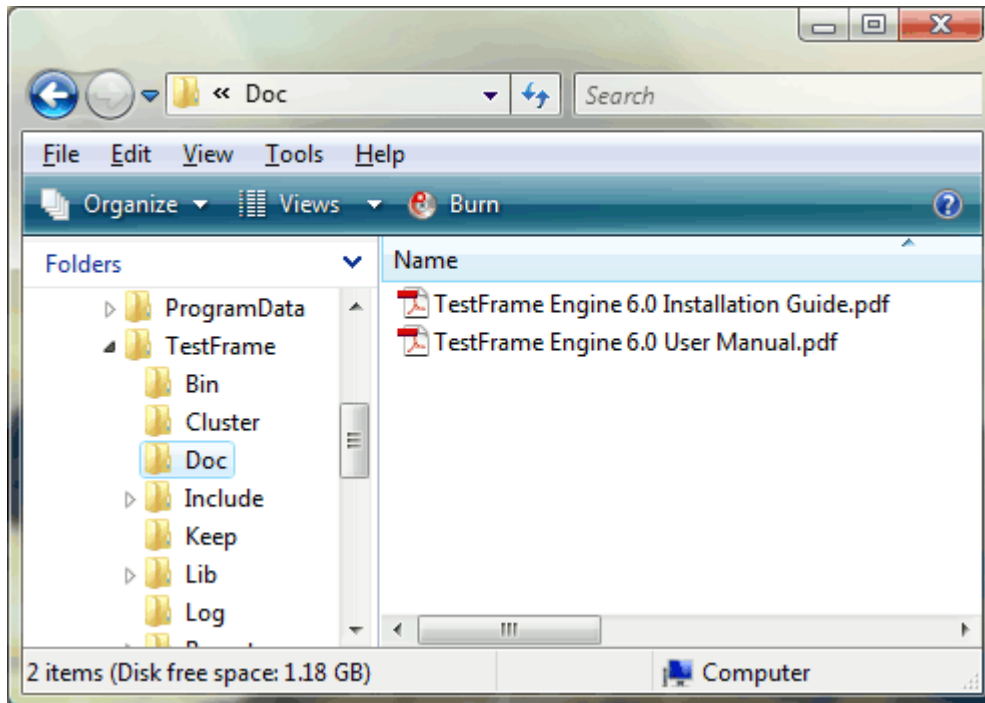 « Doc
Search
File Edit View Tools Help
Organize Views Burn
Folders
Name
ProgramData
TestFrame
Bin
Cluster
Doc
Include
Keep
Lib
Log
TestFrame Engine 6.0 Installation Guide.pdf
TestFrame Engine 6.0 User Manual.pdf
2 items (Disk free space: 1.18 GB)
Computer